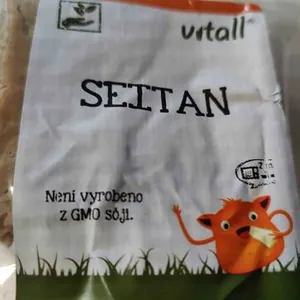 vitall
SEITAN
Není vyrobeno
z GMO sóji.